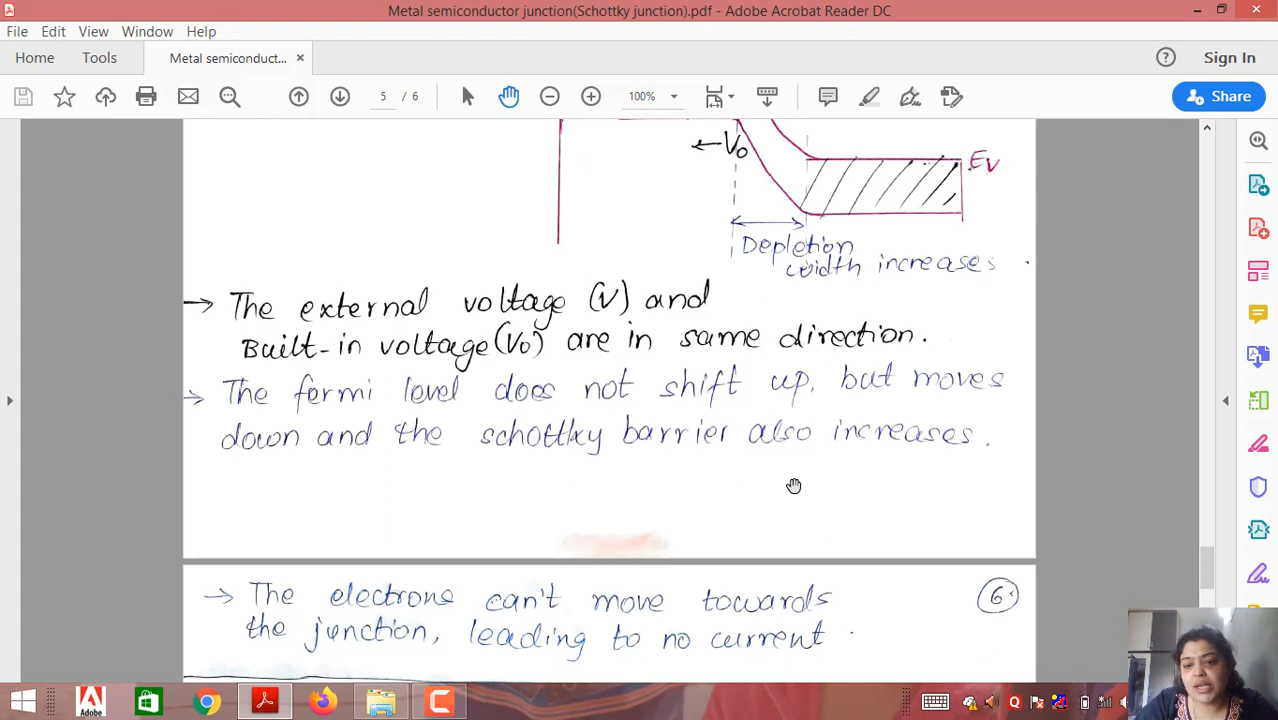 Metal semiconductor junction(Schottky junction).pdf - Adobe Acrobat Reader DC
File Edit View Window Help
Home Tools Metal semiconduct... × Sign In
5 / 6 100% Share
←V₀
Ev
Depletion
width increases
→ The external voltage (V) and
Built-in voltage(V₀) are in same direction.
→ The fermi level does not shift up, but moves
down and the schottky barrier also increases.
→ The electrons can't move towards 6.
the junction, leading to no current.
Adobe